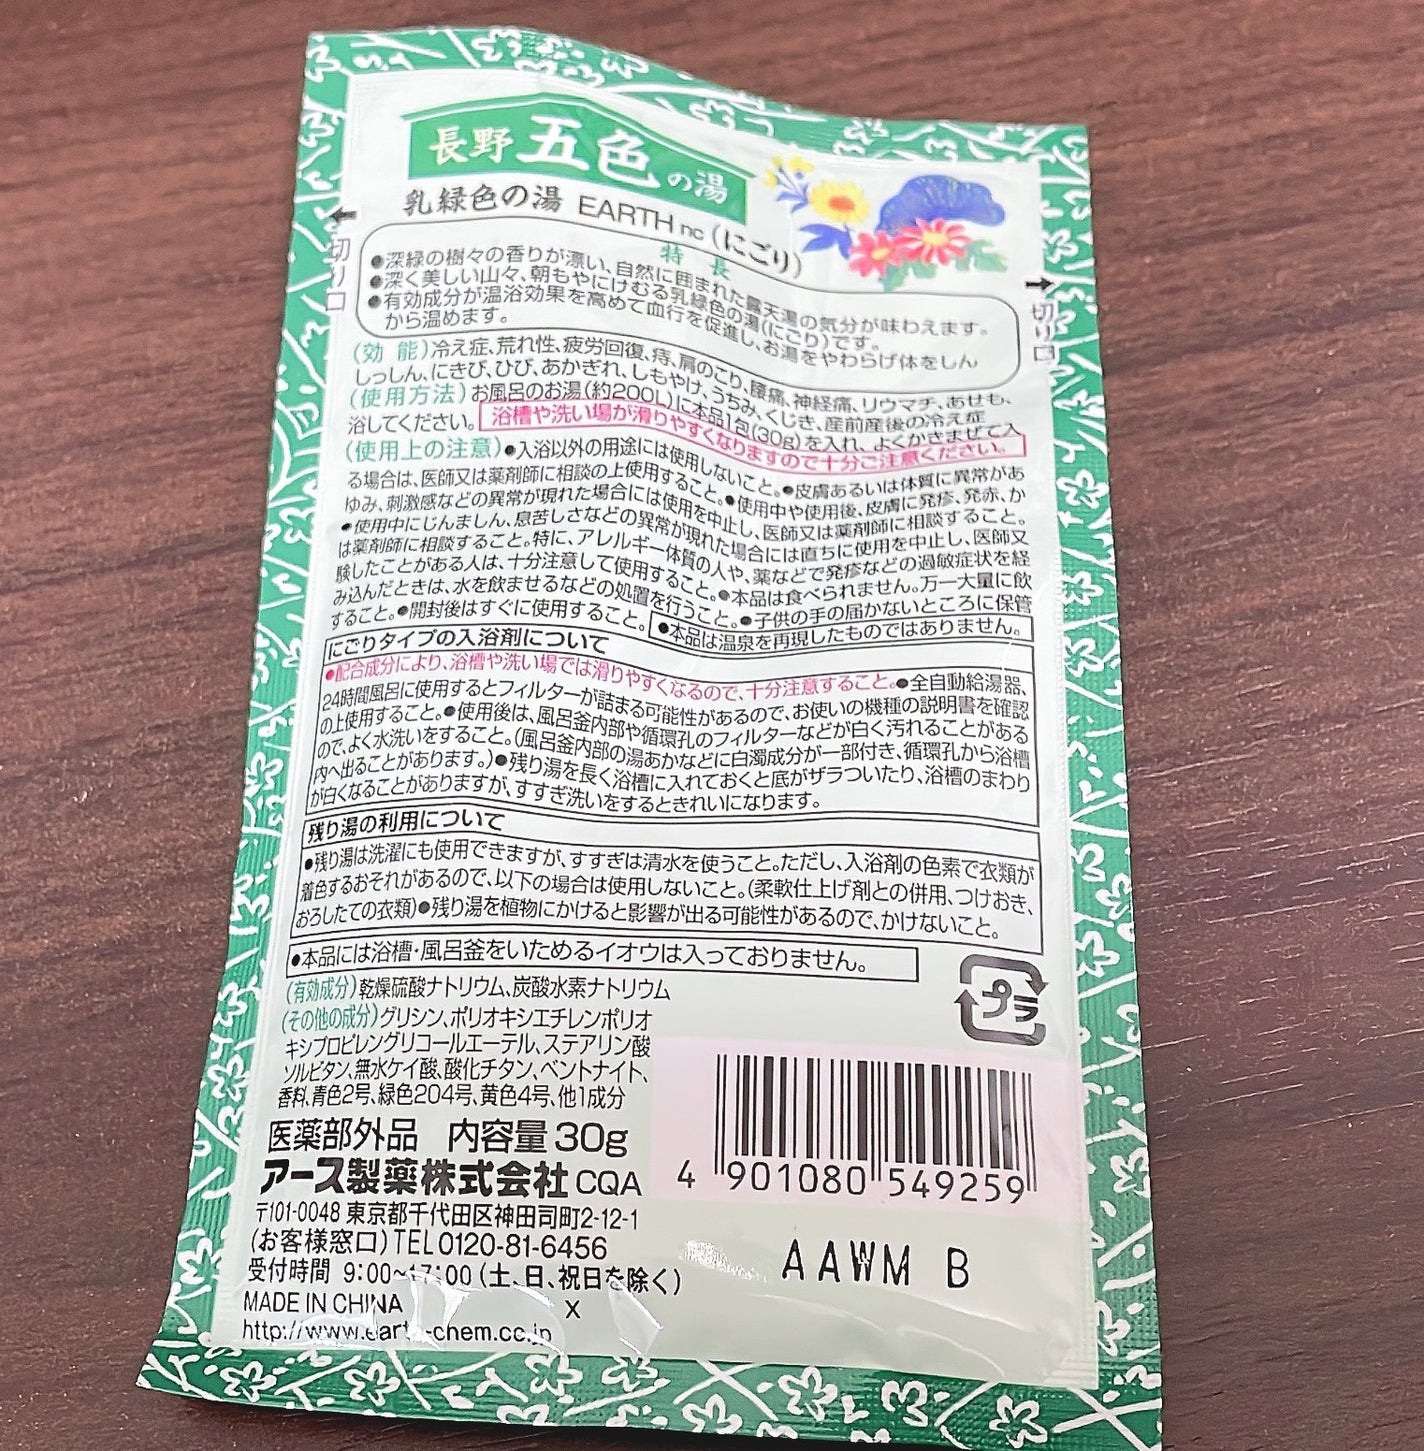 長野 五色の湯
乳緑色の湯 EARTH nc (にごり)
特長
切り口
切り口
●深緑の樹々の香りが漂い、自然に囲まれた露天湯の気分が味わえます。
●深く美しい山々、朝もやにけむる乳緑色の湯(にごり)です。
●有効成分が温浴効果を高めて血行を促進し、お湯をやわらげ体をしん
から温めます。
(効 能)冷え症、荒れ性、疲労回復、痔、肩のこり、腰痛、神経痛、リウマチ、あせも、
しっしん、にきび、ひび、あかぎれ、しもやけ、うちみ、くじき、産前産後の冷え症
(使用方法)お風呂のお湯(約200L)に本品1包(30g)を入れ、よくかきまぜて入
浴してください。 浴槽や洗い場が滑りやすくなりますので十分ご注意ください。
(使用上の注意)●入浴以外の用途には使用しないこと。●皮膚あるいは体質に異常があ
る場合は、医師又は薬剤師に相談の上使用すること。●使用中や使用後、皮膚に発疹、発赤、か
ゆみ、刺激感などの異常が現れた場合には使用を中止し、医師又は薬剤師に相談すること。
●使用中にじんましん、息苦しさなどの異常が現れた場合には直ちに使用を中止し、医師又
は薬剤師に相談すること。特に、アレルギー体質の人や、薬などで発疹などの過敏症状を経
験したことがある人は、十分注意して使用すること。●本品は食べられません。万一大量に飲
み込んだときは、水を飲ませるなどの処置を行うこと。●子供の手の届かないところに保管
すること。●開封後はすぐに使用すること。 ●本品は温泉を再現したものではありません。
にごりタイプの入浴剤について
●配合成分により、浴槽や洗い場では滑りやすくなるので、十分注意すること。●全自動給湯器、
24時間風呂に使用するとフィルターが詰まる可能性があるので、お使いの機種の説明書を確認
の上使用すること。●使用後は、風呂釜内部や循環孔のフィルターなどが白く汚れることがある
ので、よく水洗いをすること。(風呂釜内部の湯あかなどに白濁成分が一部付き、循環孔から浴槽
内へ出ることがあります。)●残り湯を長く浴槽に入れておくと底がザラついたり、浴槽のまわり
が白くなることがありますが、すすぎ洗いをするときれいになります。
残り湯の利用について
●残り湯は洗濯にも使用できますが、すすぎは清水を使うこと。ただし、入浴剤の色素で衣類が
着色するおそれがあるので、以下の場合は使用しないこと。(柔軟仕上げ剤との併用、つけおき、
おろしたての衣類)●残り湯を植物にかけると影響が出る可能性があるので、かけないこと。
●本品には浴槽・風呂釜をいためるイオウは入っておりません。
(有効成分)乾燥硫酸ナトリウム、炭酸水素ナトリウム
(その他の成分)グリシン、ポリオキシエチレンポリオ
キシプロピレングリコールエーテル、ステアリン酸
ソルビタン、無水ケイ酸、酸化チタン、ベントナイト、
香料、青色2号、緑色204号、黄色4号、他1成分
プラ
医薬部外品 内容量 30g
アース製薬株式会社 CQA
〒101-0048 東京都千代田区神田司町2-12-1
(お客様窓口)TEL0120-81-6456
受付時間 9:00~17:00(土、日、祝日を除く)
MADE IN CHINA X
http://www.earth-chem.co.jp
4 901080 549259
AAWM B